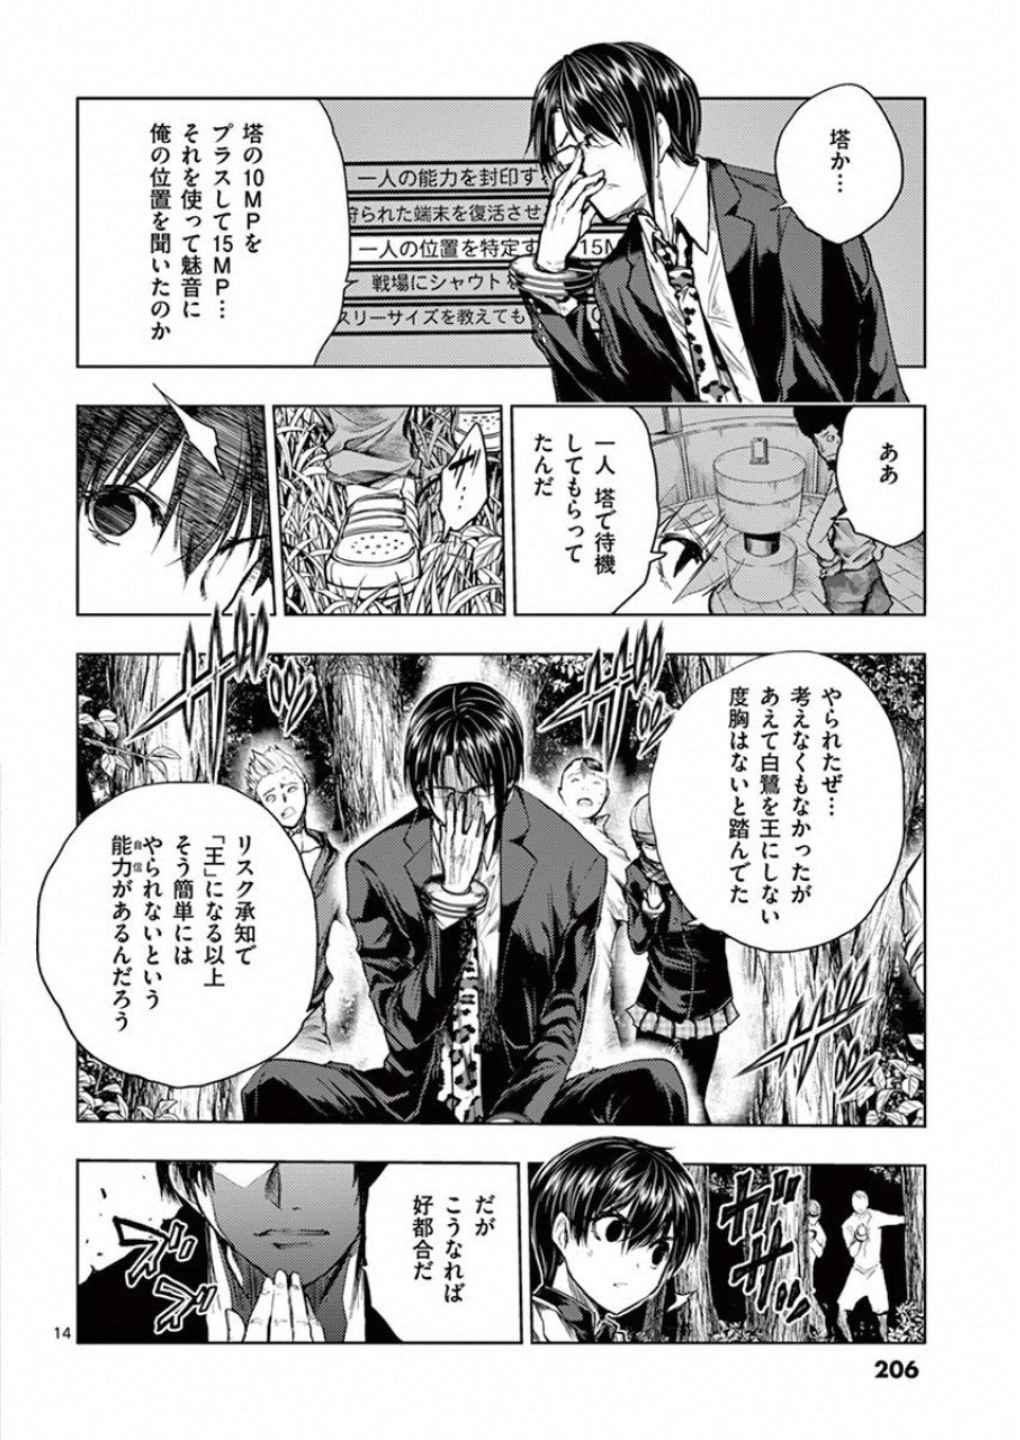 塔か…
一人の能力を封印す
狩られた端末を復活させ
一人の位置を特定す
15M
戦場にシャウトを
スリーサイズを教えても
10
塔の10MPを
プラスして15MP…
それを使って魅音に
俺の位置を聞いたのか
ああ
一人 塔で待機
してもらって
たんだ
やられたぜ…
考えなくもなかったが
あえて白鷺を王にしない
度胸はないと踏んでた
リスク承知で
「王」になる以上
そう簡単には
やられないという
能力があるんだろう
自信
だが
こうなれば
好都合だ
14
206